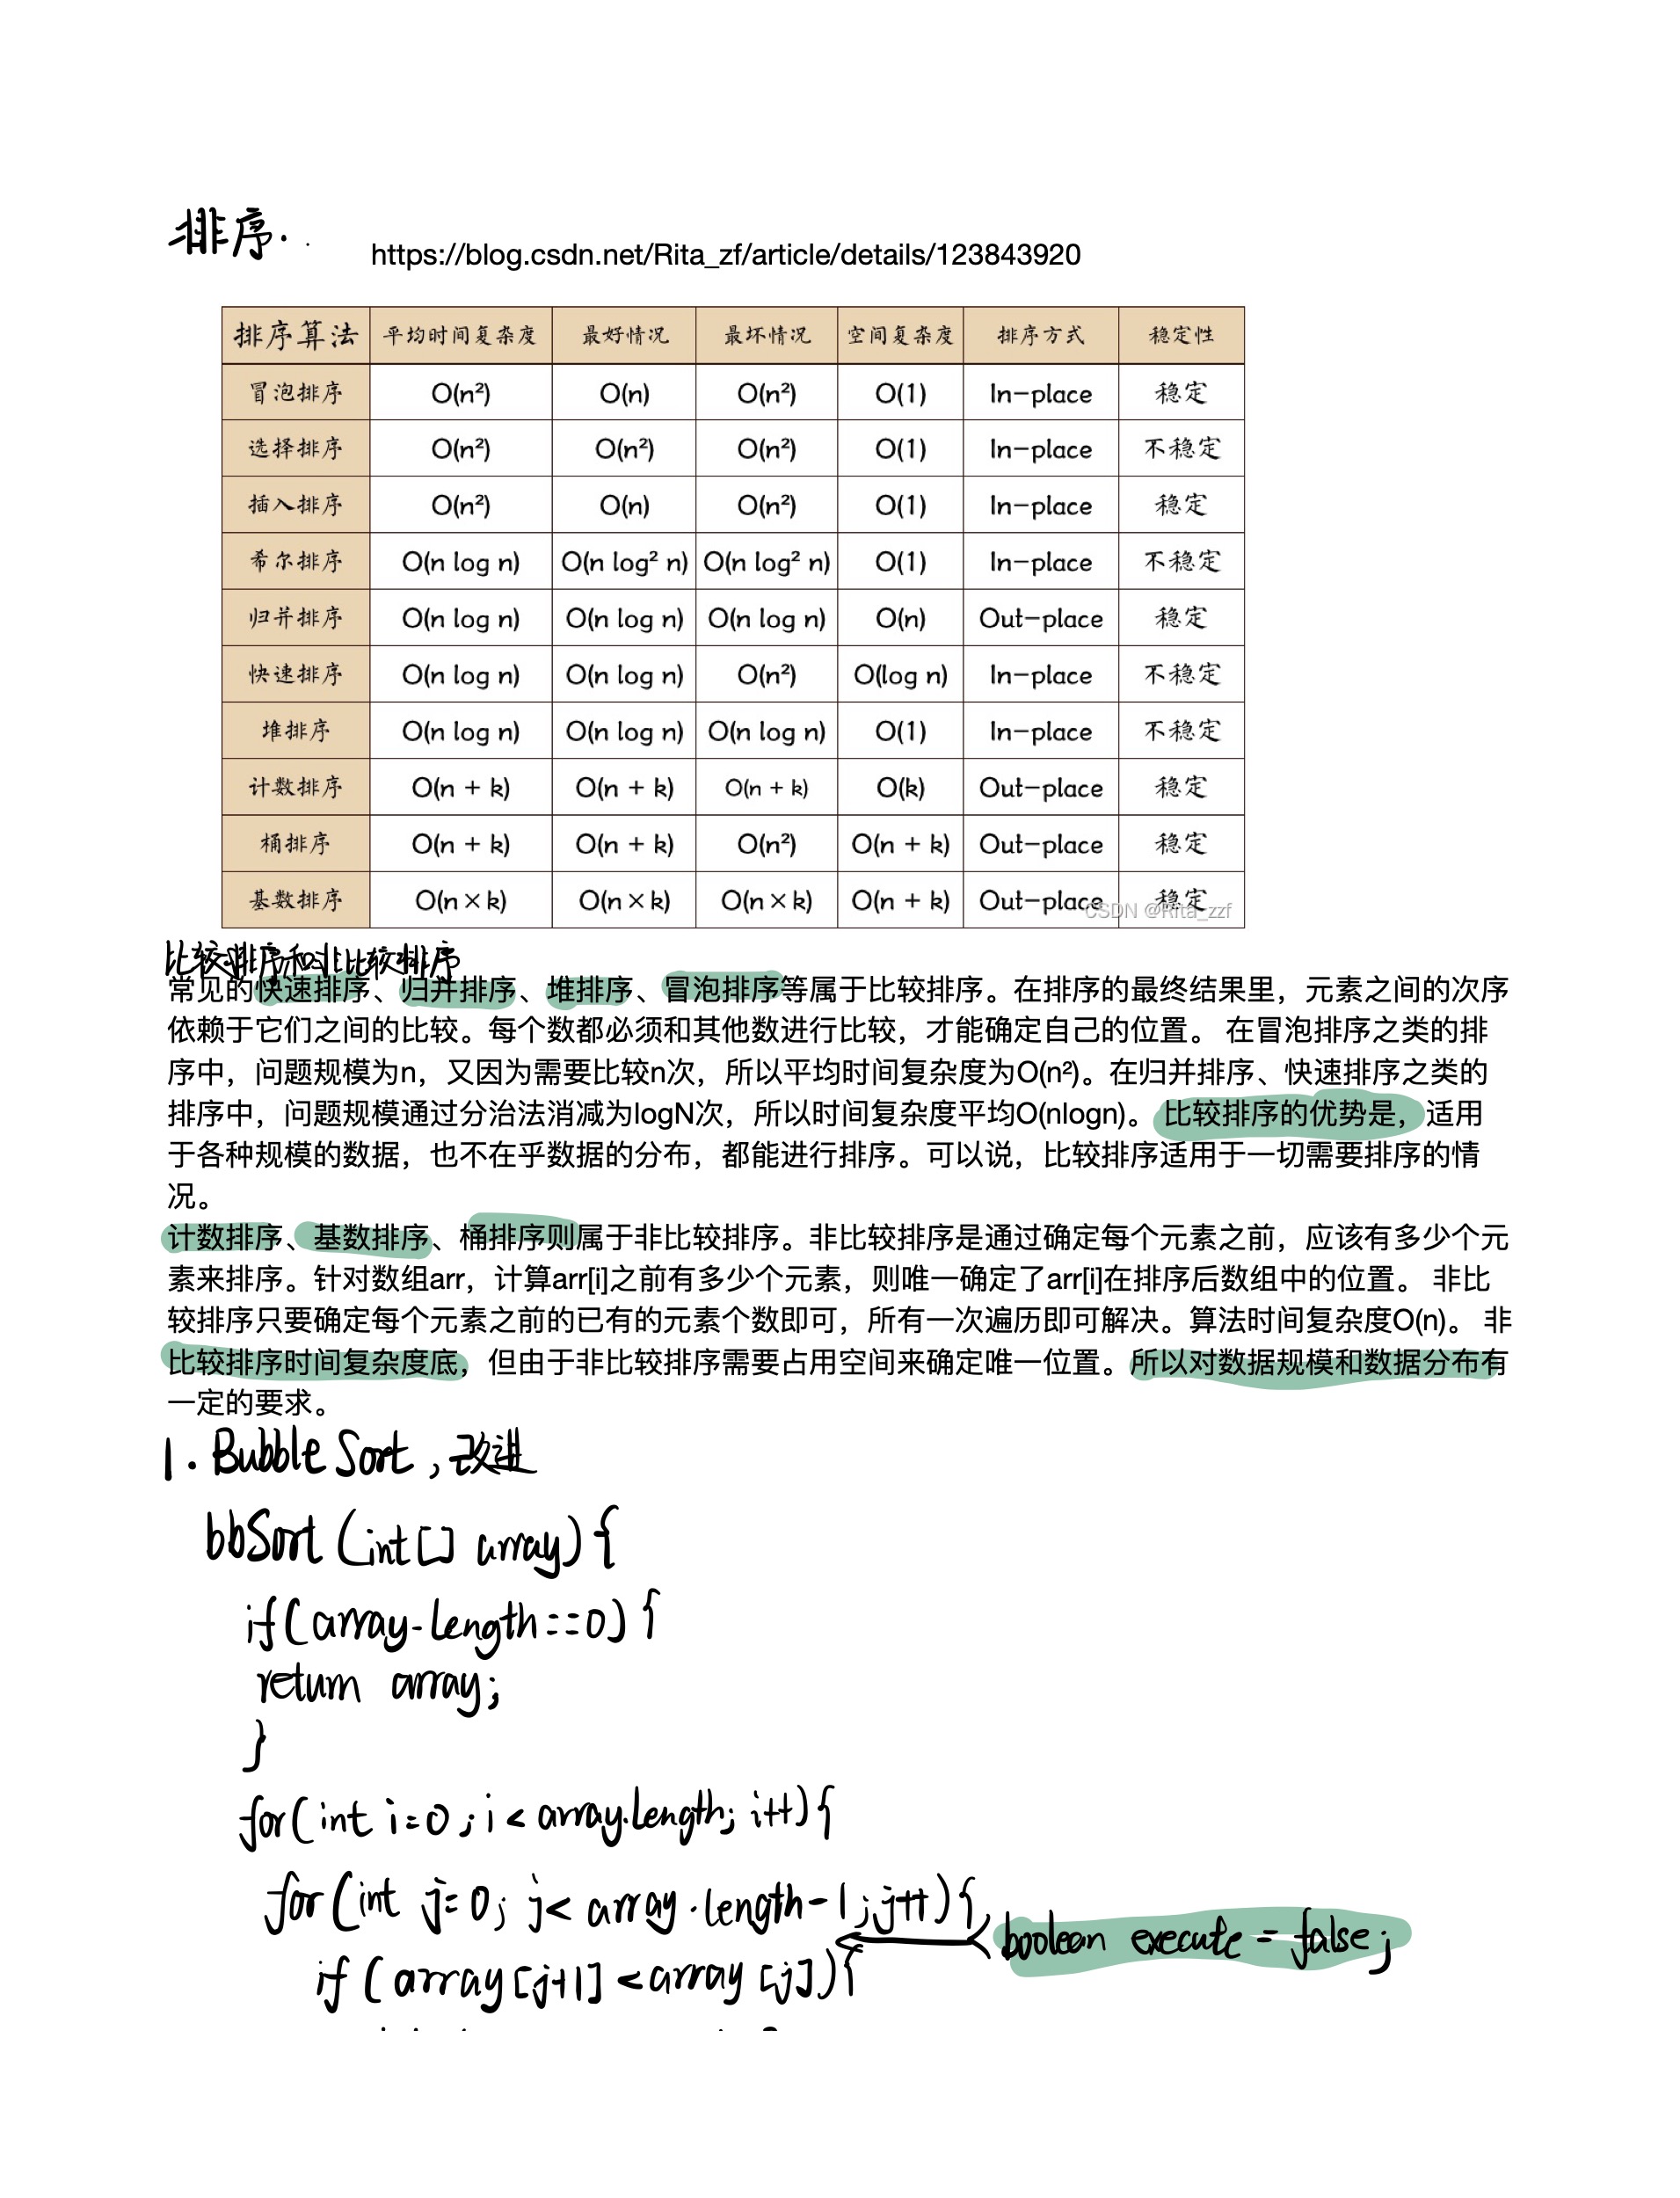 排序.
https://blog.csdn.net/Rita_zf/article/details/123843920
排序算法 平均时间复杂度 最好情况 最坏情况 空间复杂度 排序方式 稳定性
冒泡排序 O(n²) O(n) O(n²) O(1) In-place 稳定
选择排序 O(n²) O(n²) O(n²) O(1) In-place 不稳定
插入排序 O(n²) O(n) O(n²) O(1) In-place 稳定
希尔排序 O(n log n) O(n log² n) O(n log² n) O(1) In-place 不稳定
归并排序 O(n log n) O(n log n) O(n log n) O(n) Out-place 稳定
快速排序 O(n log n) O(n log n) O(n²) O(log n) In-place 不稳定
堆排序 O(n log n) O(n log n) O(n log n) O(1) In-place 不稳定
计数排序 O(n + k) O(n + k) O(n + k) O(k) Out-place 稳定
桶排序 O(n + k) O(n + k) O(n²) O(n + k) Out-place 稳定
基数排序 O(n×k) O(n×k) O(n×k) O(n + k) Out-place 稳定
CSDN @Rita_zzf
比较排序和非比较排序
常见的快速排序、归并排序、堆排序、冒泡排序等属于比较排序。在排序的最终结果里，元素之间的次序
依赖于它们之间的比较。每个数都必须和其他数进行比较，才能确定自己的位置。 在冒泡排序之类的排
序中，问题规模为n，又因为需要比较n次，所以平均时间复杂度为O(n²)。在归并排序、快速排序之类的
排序中，问题规模通过分治法消减为logN次，所以时间复杂度平均O(nlogn)。 比较排序的优势是，适用
于各种规模的数据，也不在乎数据的分布，都能进行排序。可以说，比较排序适用于一切需要排序的情
况。
计数排序、基数排序、桶排序则属于非比较排序。非比较排序是通过确定每个元素之前，应该有多少个元
素来排序。针对数组arr，计算arr[i]之前有多少个元素，则唯一确定了arr[i]在排序后数组中的位置。 非比
较排序只要确定每个元素之前的已有的元素个数即可，所有一次遍历即可解决。算法时间复杂度O(n)。 非
比较排序时间复杂度底，但由于非比较排序需要占用空间来确定唯一位置。所以对数据规模和数据分布有
一定的要求。
1. Bubble Sort，改进
bbSort (int[] array){
if(array.length==0){
return array;
}
for(int i=0;i<array.length; i++){
for(int j=0; j<array.length-1;j++){
boolean execute = false;
if (array[j+1] <array [j]){